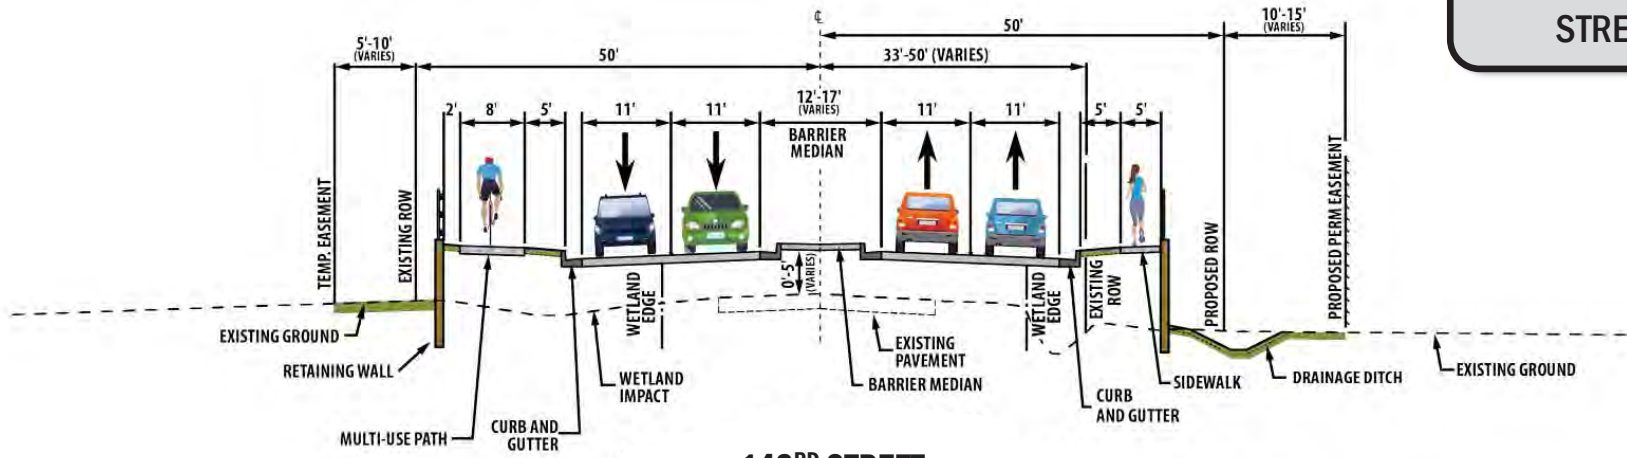 STRE
℄
50'
10'-15'
(VARIES)
5'-10'
(VARIES)
50'
33'-50' (VARIES)
2'
8'
5'
11'
11'
12'-17'
(VARIES)
BARRIER
MEDIAN
11'
11'
5'
5'
TEMP. EASEMENT
EXISTING ROW
WETLAND
EDGE
0'-5'
(VARIES)
WETLAND
EDGE
EXISTING
ROW
PROPOSED ROW
PROPOSED PERM EASEMENT
EXISTING GROUND
RETAINING WALL
MULTI-USE PATH
CURB AND
GUTTER
WETLAND
IMPACT
EXISTING
PAVEMENT
BARRIER MEDIAN
CURB
AND GUTTER
SIDEWALK
DRAINAGE DITCH
EXISTING GROUND
STREET